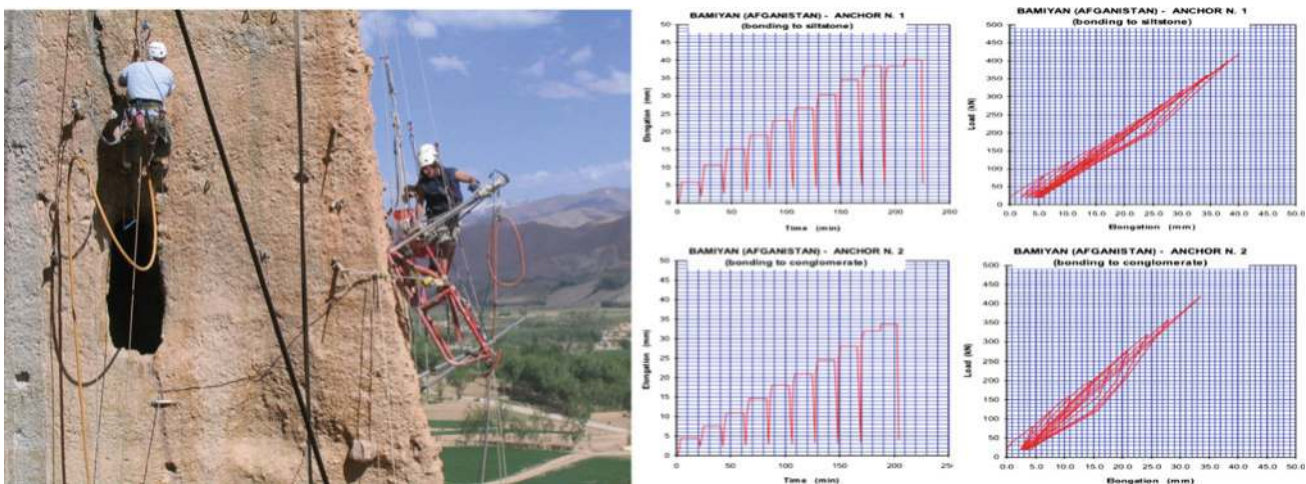 BAMIYAN (AFGANISTAN) - ANCHOR N. 1
(bonding to siltstone)
Elongation (mm)
50
45
40
35
30
25
20
15
10
5
0
0 50 100 150 200 250
Time (min)
BAMIYAN (AFGANISTAN) - ANCHOR N. 1
(bonding to siltstone)
Load (kN)
500
450
400
350
300
250
200
150
100
50
0
0.0 5.0 10.0 15.0 20.0 25.0 30.0 35.0 40.0 45.0 50.0
Elongation (mm)
BAMIYAN (AFGANISTAN) - ANCHOR N. 2
(bonding to conglomerate)
Elongation (mm)
50
45
40
35
30
25
20
15
10
5
0
0 50 100 150 200
Time (min)
BAMIYAN (AFGANISTAN) - ANCHOR N. 2
(bonding to conglomerate)
Load (kN)
500
450
400
350
300
250
200
150
100
50
0
0.0 5.0 10.0 15.0 20.0 25.0 30.0 35.0 40.0 45.0 50.0
Elongation (mm)